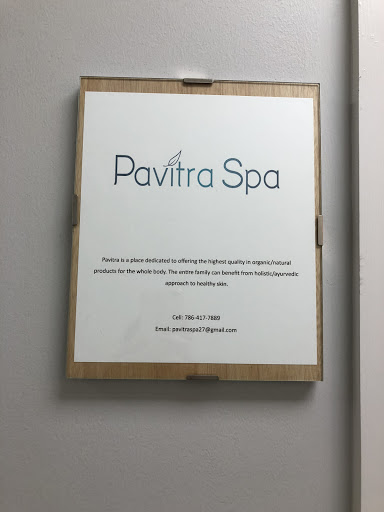 Pavitra Spa
Pavitra is a place dedicated to offering the highest quality in organic/natural
products for the whole body. The entire family can benefit from holistic/ayurvedic
approach to healthy skin.
Cell: 786-417-7889
Email: pavitraspa27@gmail.com